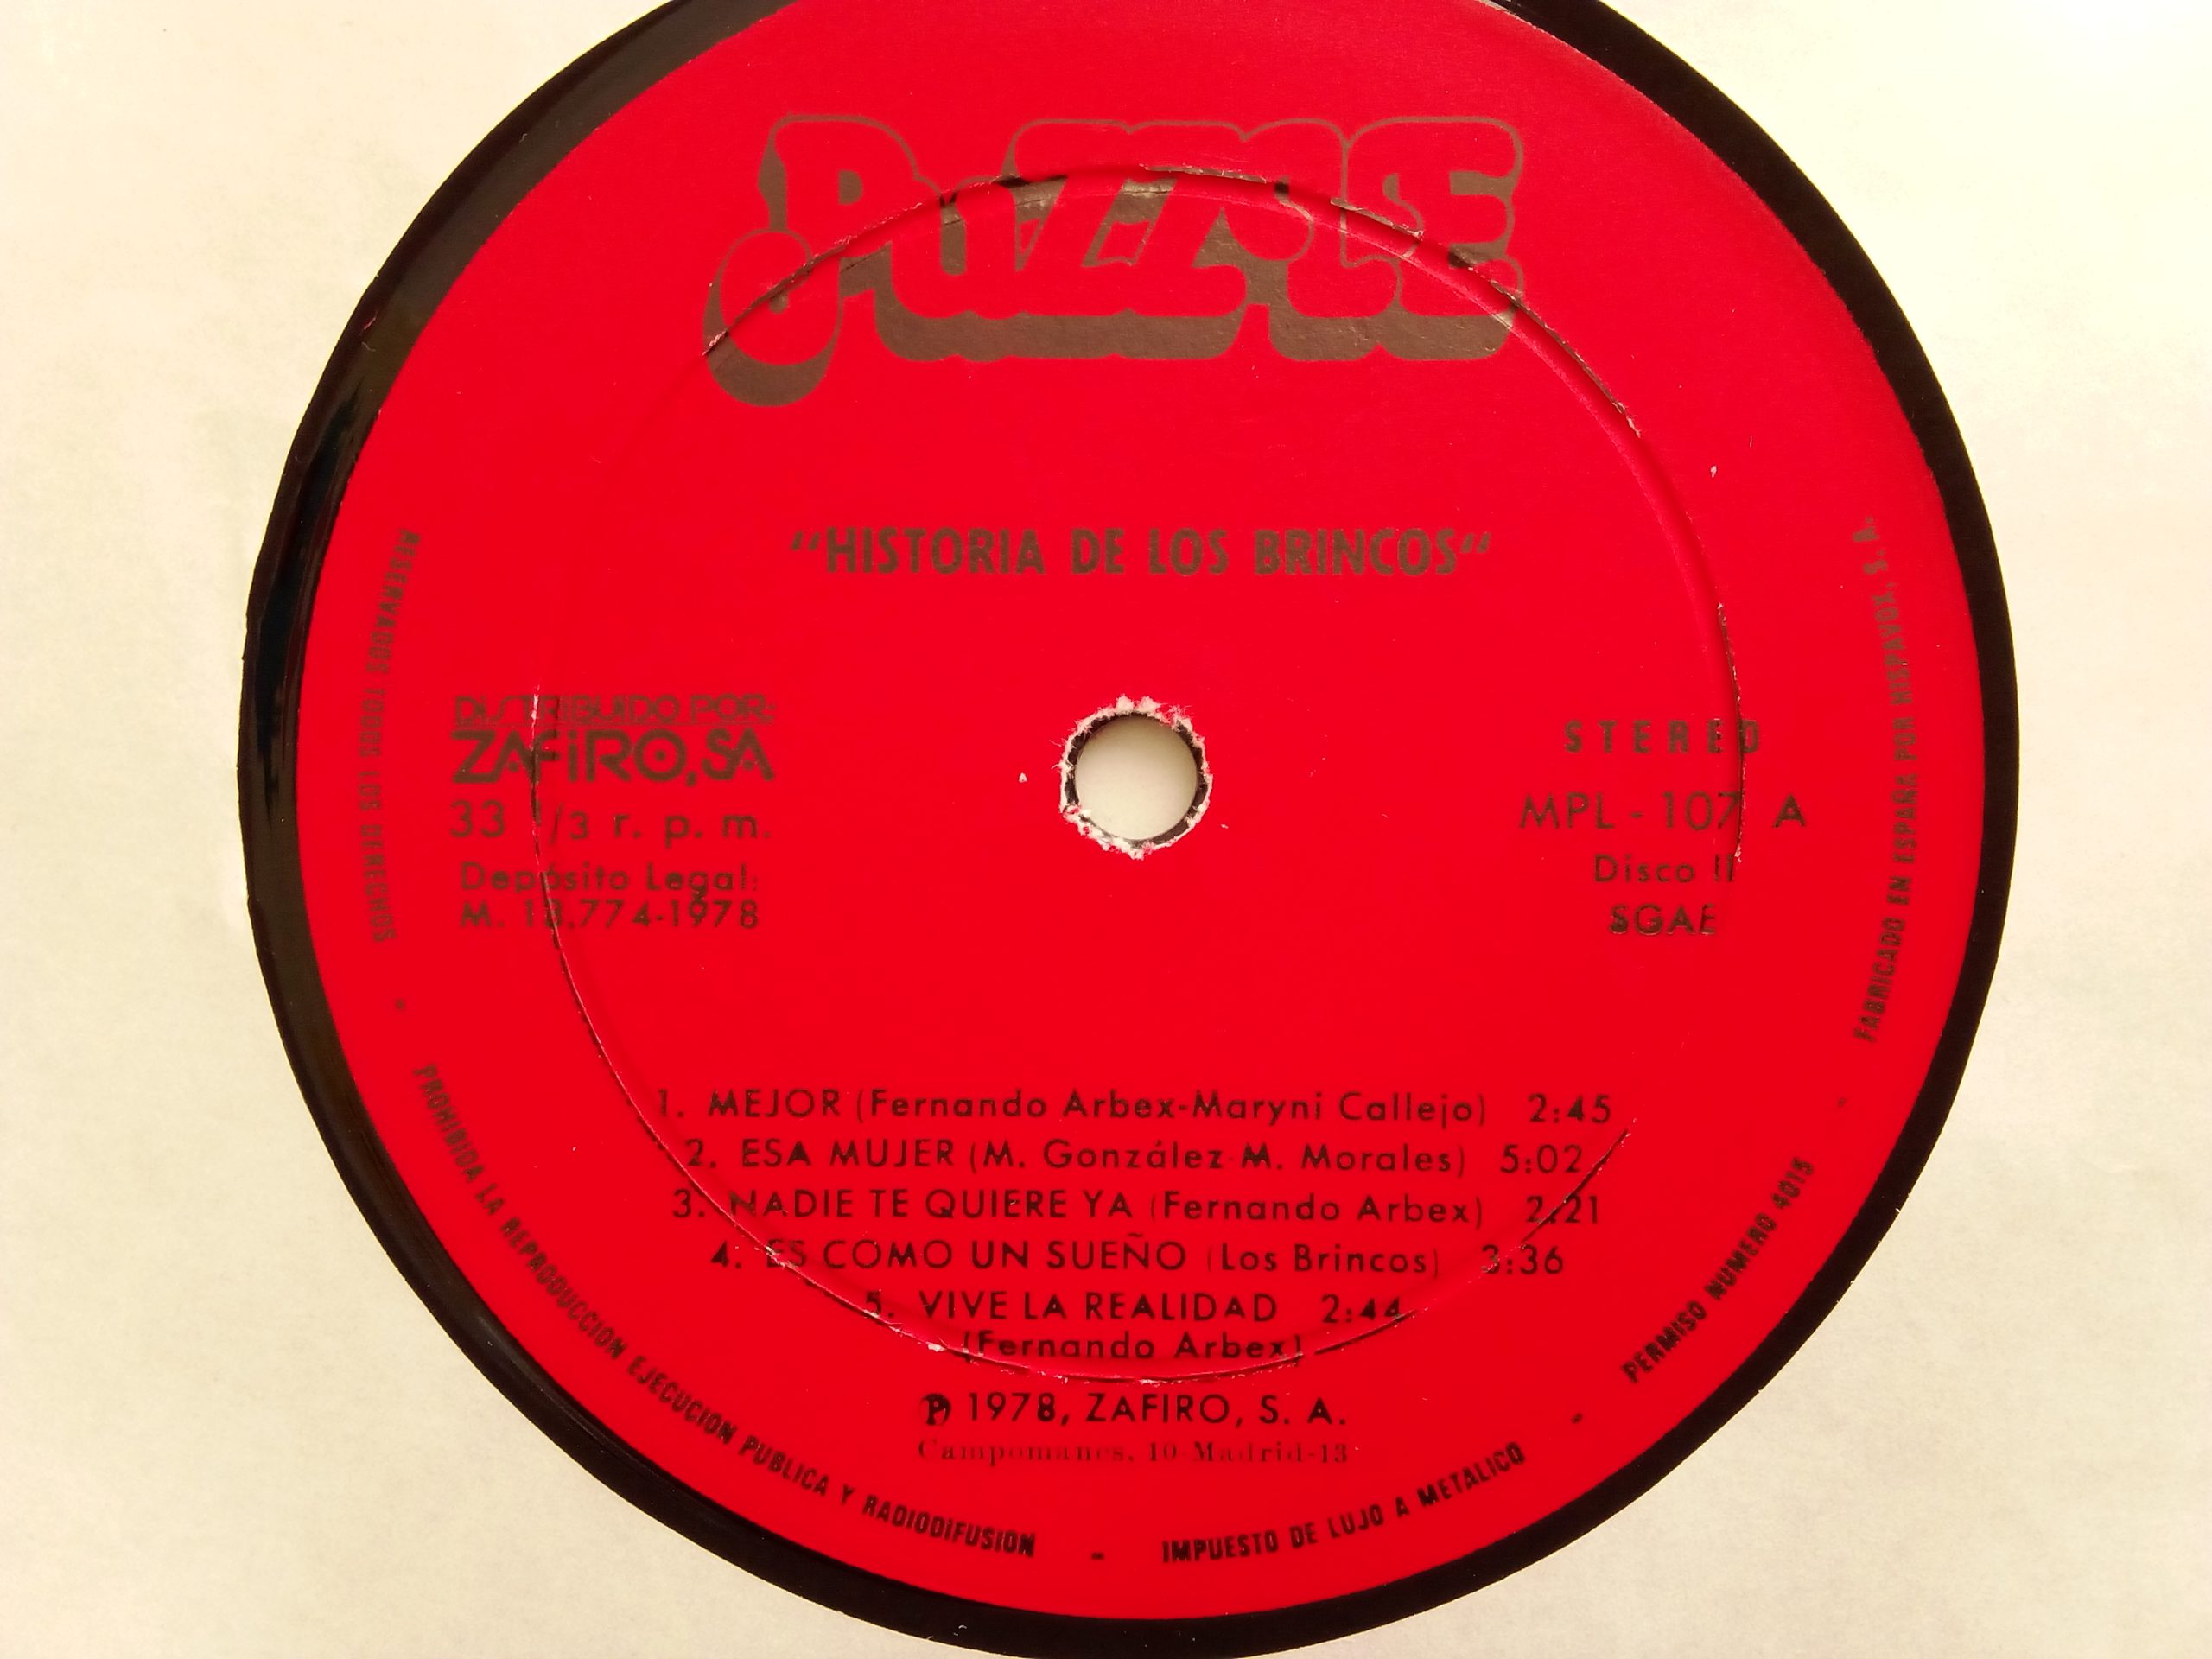 PUZZLE
"HISTORIA DE LOS BRINCOS"
DISTRIBUIDO POR:
ZAFIRO, SA
33 1/3 r. p. m.
Depósito Legal:
M. 18.774-1978
STEREO
MPL - 107 A
Disco II
SGAE
1. MEJOR (Fernando Arbex-Maryni Callejo) 2:45
2. ESA MUJER (M. González-M. Morales) 5:02
3. NADIE TE QUIERE YA (Fernando Arbex) 2:21
4. ES COMO UN SUEÑO (Los Brincos) 3:36
5. VIVE LA REALIDAD 2:44
(Fernando Arbex)
Ⓟ 1978, ZAFIRO, S. A.
Campomanes, 10 Madrid-13
RESERVADOS TODOS LOS DERECHOS - PROHIBIDA LA REPRODUCCION EJECUCION PUBLICA Y RADIODIFUSION - IMPUESTO DE LUJO A METALICO - PERMISO NUMERO 4015 - FABRICADO EN ESPAÑA POR HISPAVOX, S. A.